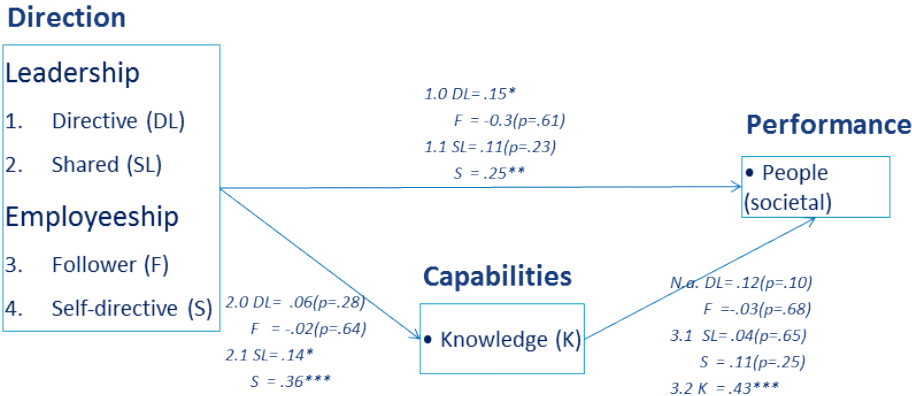 Direction
Leadership
1. Directive (DL)
2. Shared (SL)
Employeeship
3. Follower (F)
4. Self-directive (S)
1.0 DL= .15*
F = -0.3(p=.61)
1.1 SL=.11(p=.23)
S = .25**
Performance
• People
(societal)
Capabilities
• Knowledge (K)
2.0 DL= .06(p=.28)
F = -.02(p=.64)
2.1 SL=.14*
S = .36***
N.a. DL=.12(p=.10)
F =-.03(p=.68)
3.1 SL=.04(p=.65)
S = .11(p=.25)
3.2 K = .43***